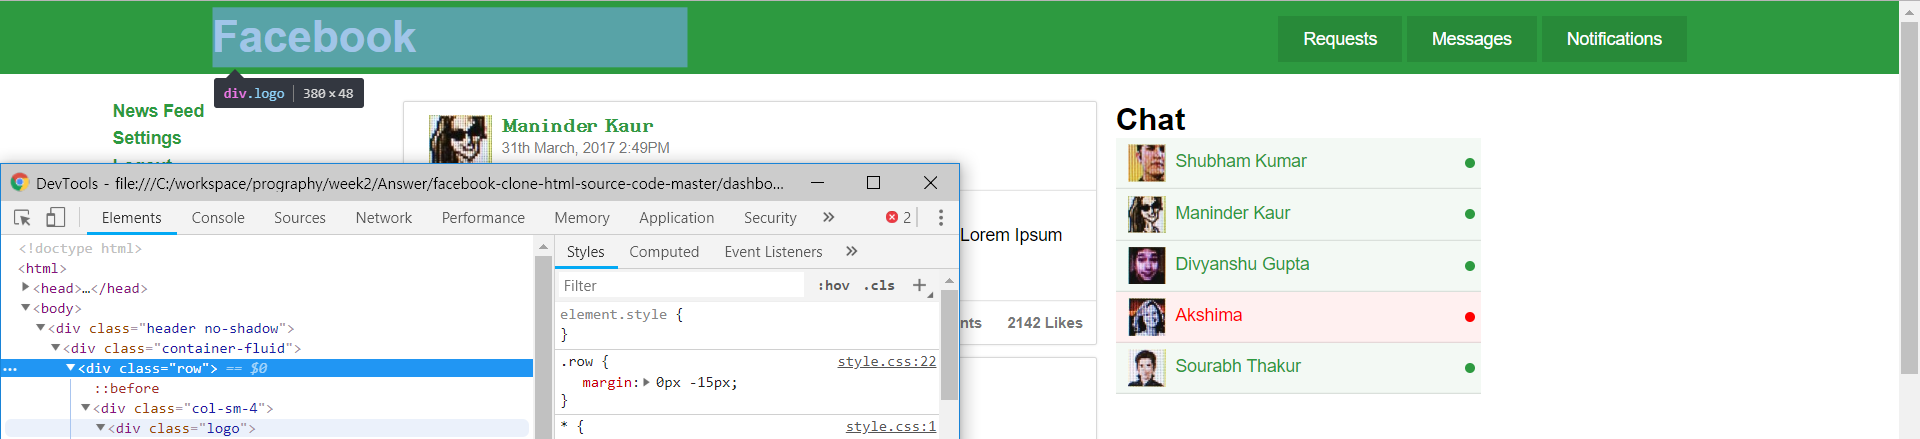 Facebook
Requests
Messages
Notifications
div.logo | 380 × 48
News Feed
Settings
Logout
Maninder Kaur
31th March, 2017 2:49PM
Lorem Ipsum
nts
2142 Likes
Chat
Shubham Kumar
Maninder Kaur
Divyanshu Gupta
Akshima
Sourabh Thakur
DevTools - file:///C:/workspace/prography/week2/Answer/facebook-clone-html-source-code-master/dashbo...
Elements Console Sources Network Performance Memory Application Security » 2
<!doctype html>
<html>
<head>…</head>
<body>
<div class="header no-shadow">
<div class="container-fluid">
<div class="row"> == $0
::before
<div class="col-sm-4">
<div class="logo">
Styles Computed Event Listeners »
Filter :hov .cls +
element.style {
}
.row { style.css:22
margin: 0px -15px;
}
* { style.css:1